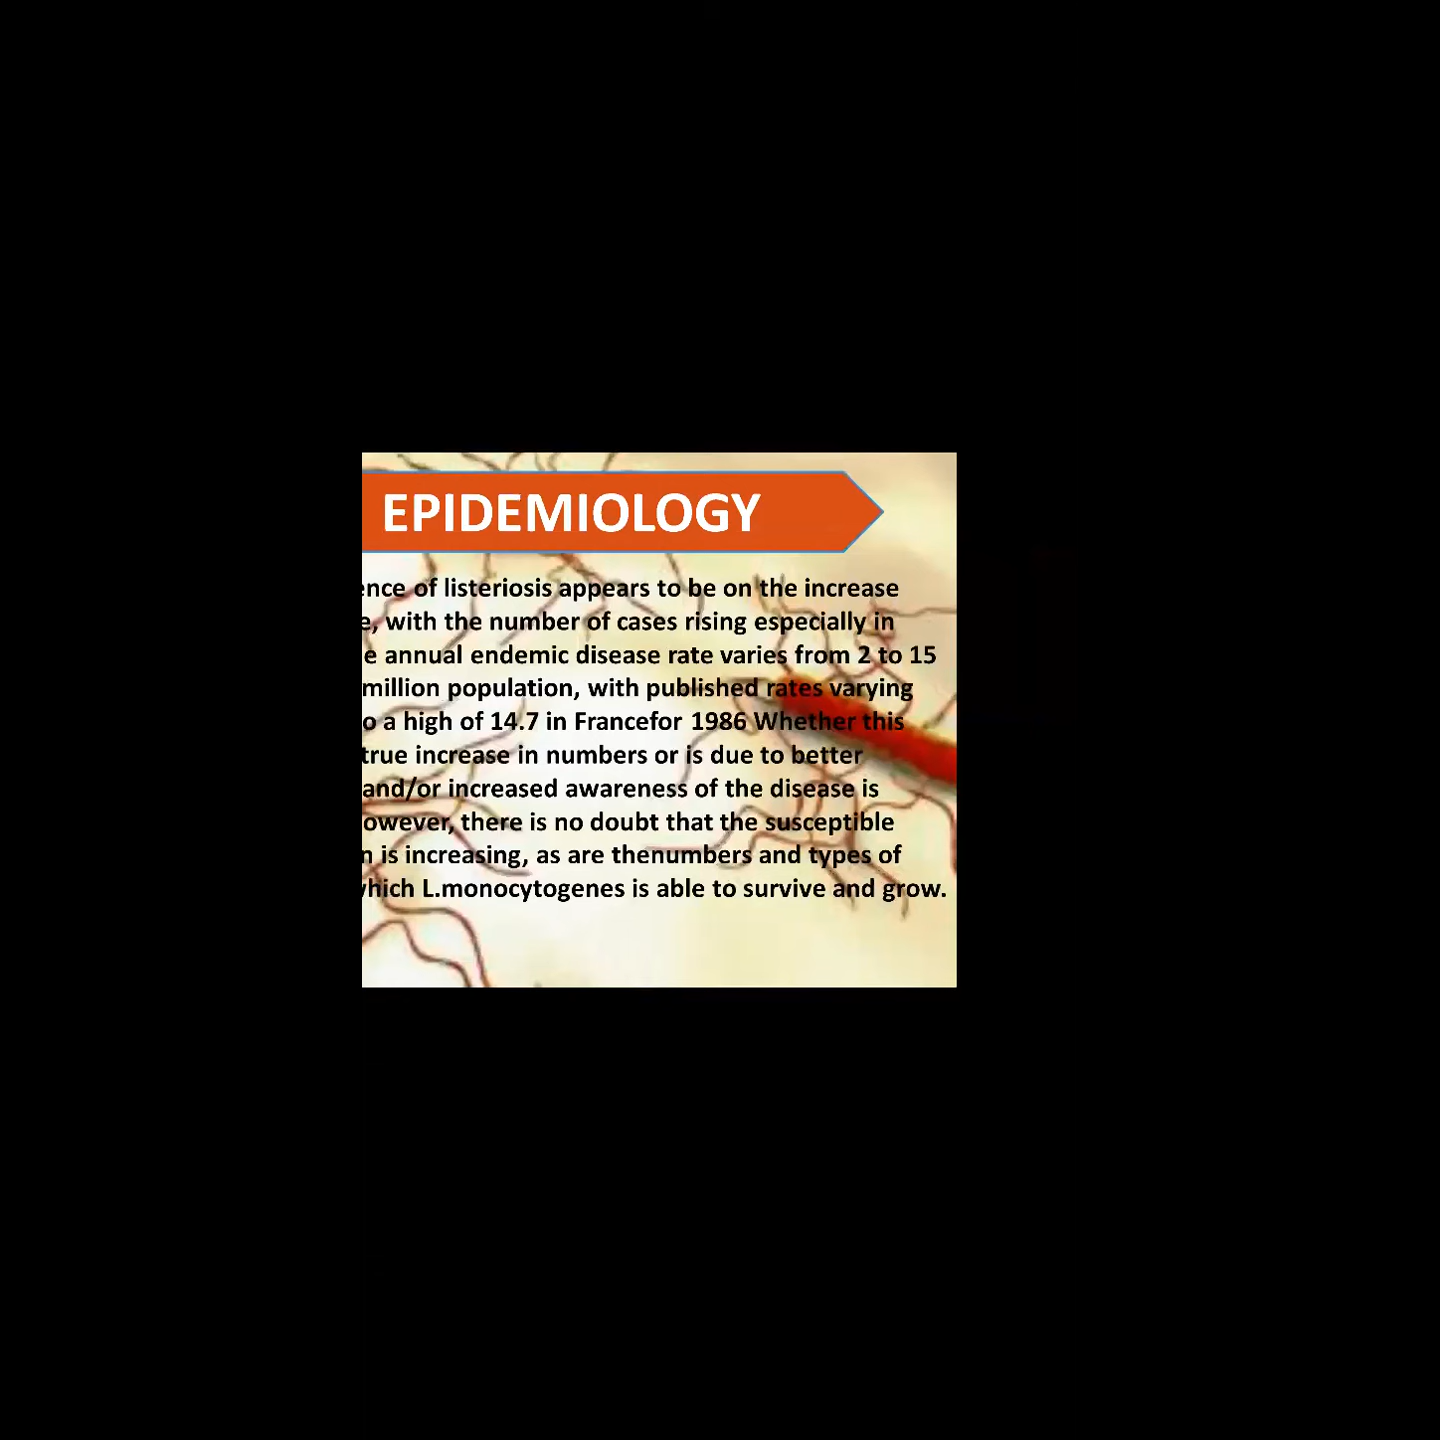 EPIDEMIOLOGY
of listeriosis appears to be on the increase
with the number of cases rising especially in
annual endemic disease rate varies from 2 to 15
million population, with published rates varying
a high of 14.7 in Francefor 1986 Whether this
true increase in numbers or is due to better
and/or increased awareness of the disease is
there is no doubt that the susceptible
is increasing, as are thenumbers and types of
L.monocytogenes is able to survive and grow.